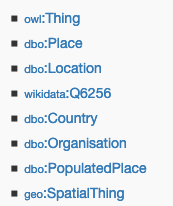 owl:Thing
dbo:Place
dbo:Location
wikidata:Q6256
dbo:Country
dbo:Organisation
dbo:PopulatedPlace
geo:SpatialThing